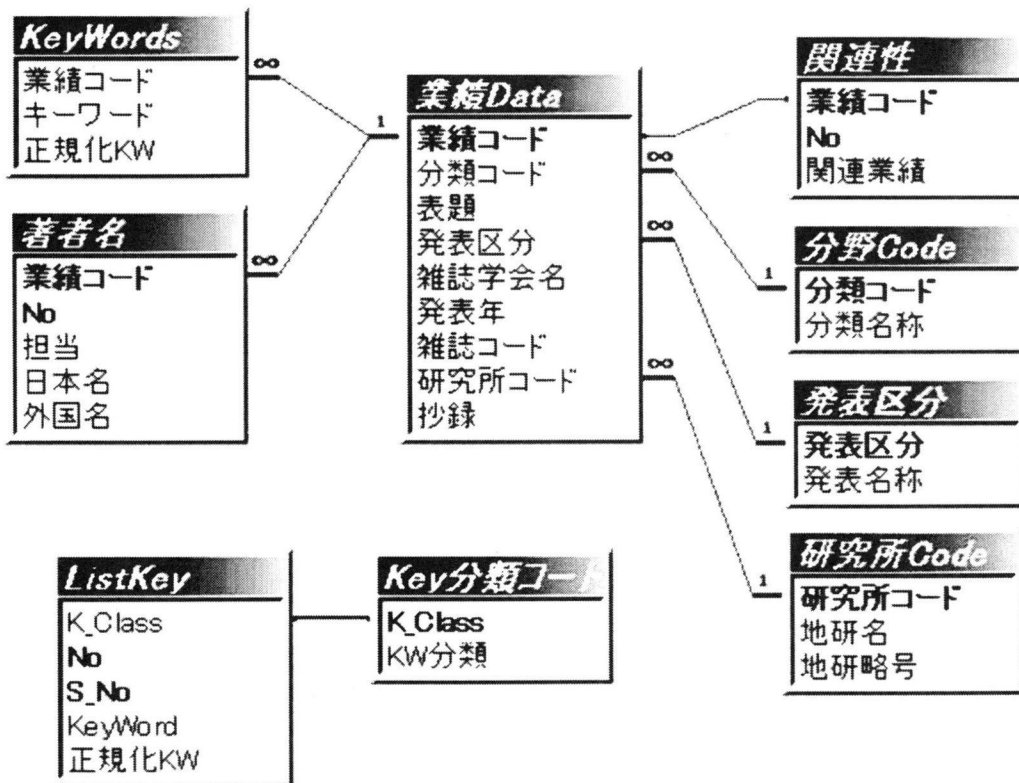 KeyWords
業績コード
キーワード
正規化KW
著者名
業績コード
No
担当
日本名
外国名
業績Data
業績コード
分類コード
表題
発表区分
雑誌学会名
発表年
雑誌コード
研究所コード
抄録
関連性
業績コード
No
関連業績
分野Code
分類コード
分類名称
発表区分
発表区分
発表名称
研究所Code
研究所コード
地研名
地研略号
ListKey
K_Class
No
S_No
KeyWord
正規化KW
Key分類コード
K_Class
KW分類
∞
∞
1
∞
∞
∞
1
1
1